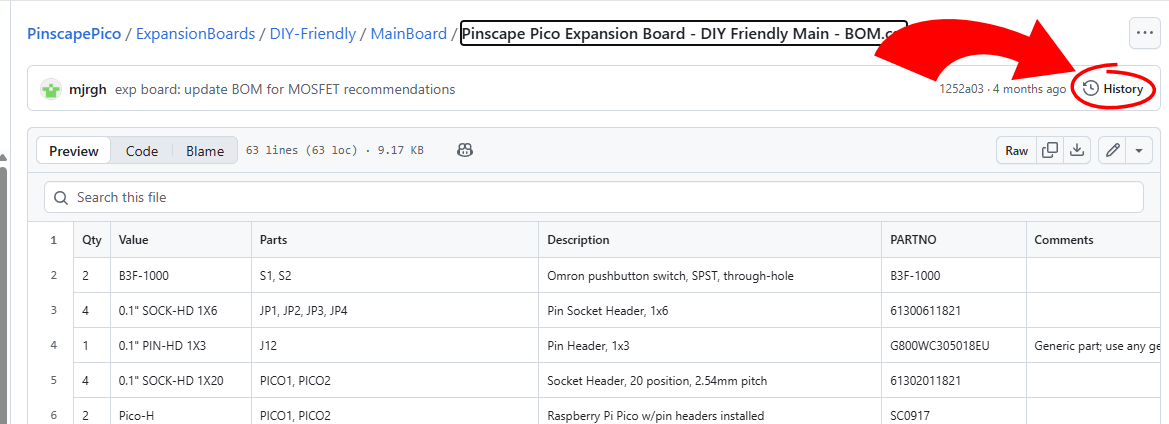 PinscapePico / ExpansionBoards / DIY-Friendly / MainBoard / Pinscape Pico Expansion Board - DIY Friendly Main - BOM.c
mjrgh exp board: update BOM for MOSFET recommendations 1252a03 · 4 months ago History
Preview Code Blame 63 lines (63 loc) · 9.17 KB Raw
Search this file
1 Qty Value Parts Description PARTNO Comments
2 2 B3F-1000 S1, S2 Omron pushbutton switch, SPST, through-hole B3F-1000
3 4 0.1" SOCK-HD 1X6 JP1, JP2, JP3, JP4 Pin Socket Header, 1x6 61300611821
4 1 0.1" PIN-HD 1X3 J12 Pin Header, 1x3 G800WC305018EU Generic part; use any ge
5 4 0.1" SOCK-HD 1X20 PICO1, PICO2 Socket Header, 20 position, 2.54mm pitch 61302011821
6 2 Pico-H PICO1, PICO2 Raspberry Pi Pico w/pin headers installed SC0917